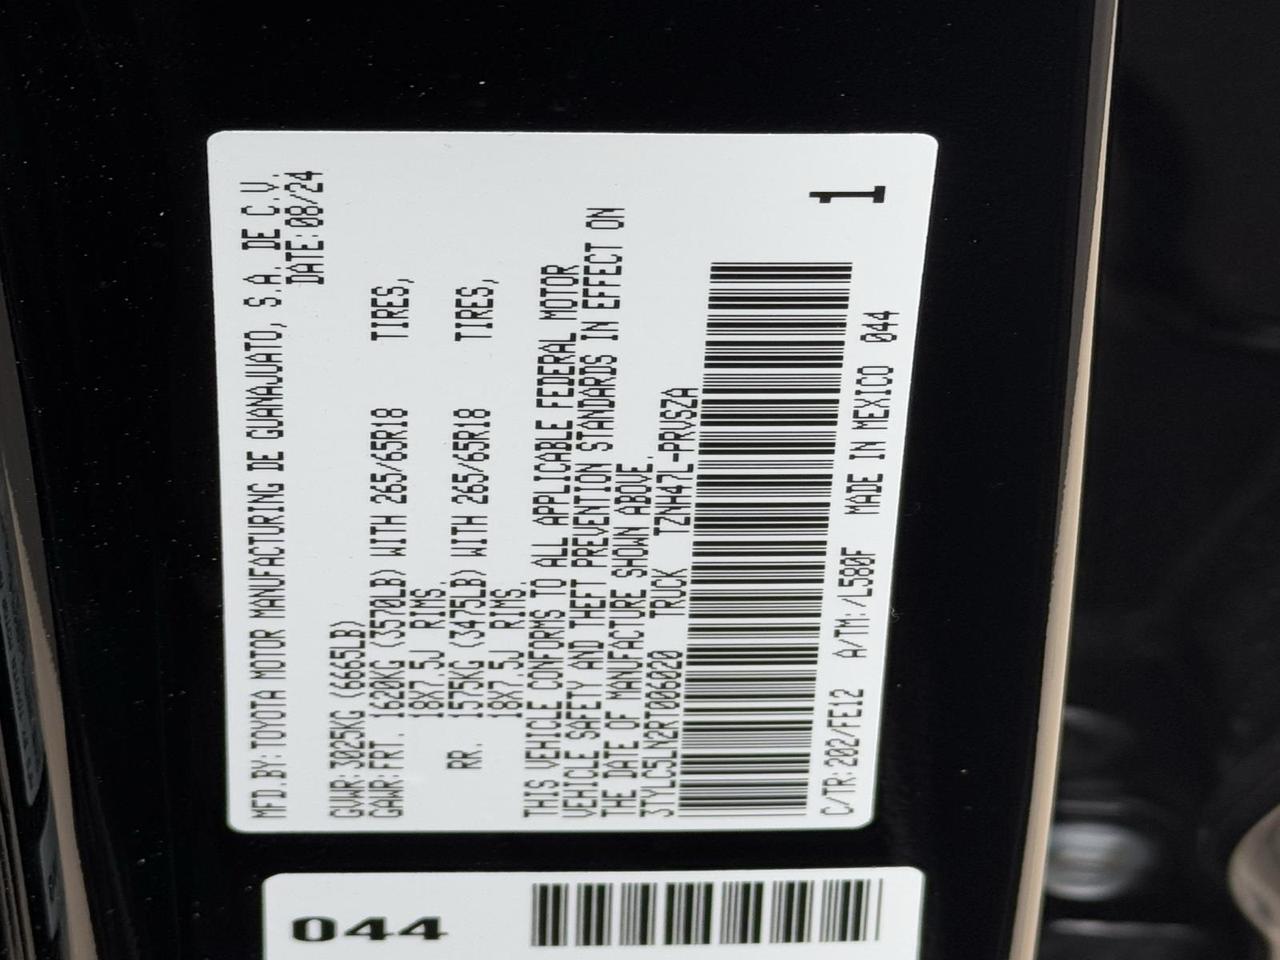 MFD.BY:TOYOTA MOTOR MANUFACTURING DE GUANAJUATO, S.A. DE C.V.
DATE:08/24
GVWR:3025KG (6665LB)
GAWR:FRT. 1620KG (3570LB) WITH 265/65R18 TIRES,
18X7.5J RIMS.
RR. 1575KG (3475LB) WITH 265/65R18 TIRES,
18X7.5J RIMS.
THIS VEHICLE CONFORMS TO ALL APPLICABLE FEDERAL MOTOR
VEHICLE SAFETY AND THEFT PREVENTION STANDARDS IN EFFECT ON
THE DATE OF MANUFACTURE SHOWN ABOVE.
3TYLC5LN2RT006020 TRUCK TZNA47L-PRVSZA
1
C/TR:202/FE12 A/TM:/L580F MADE IN MEXICO 044
044